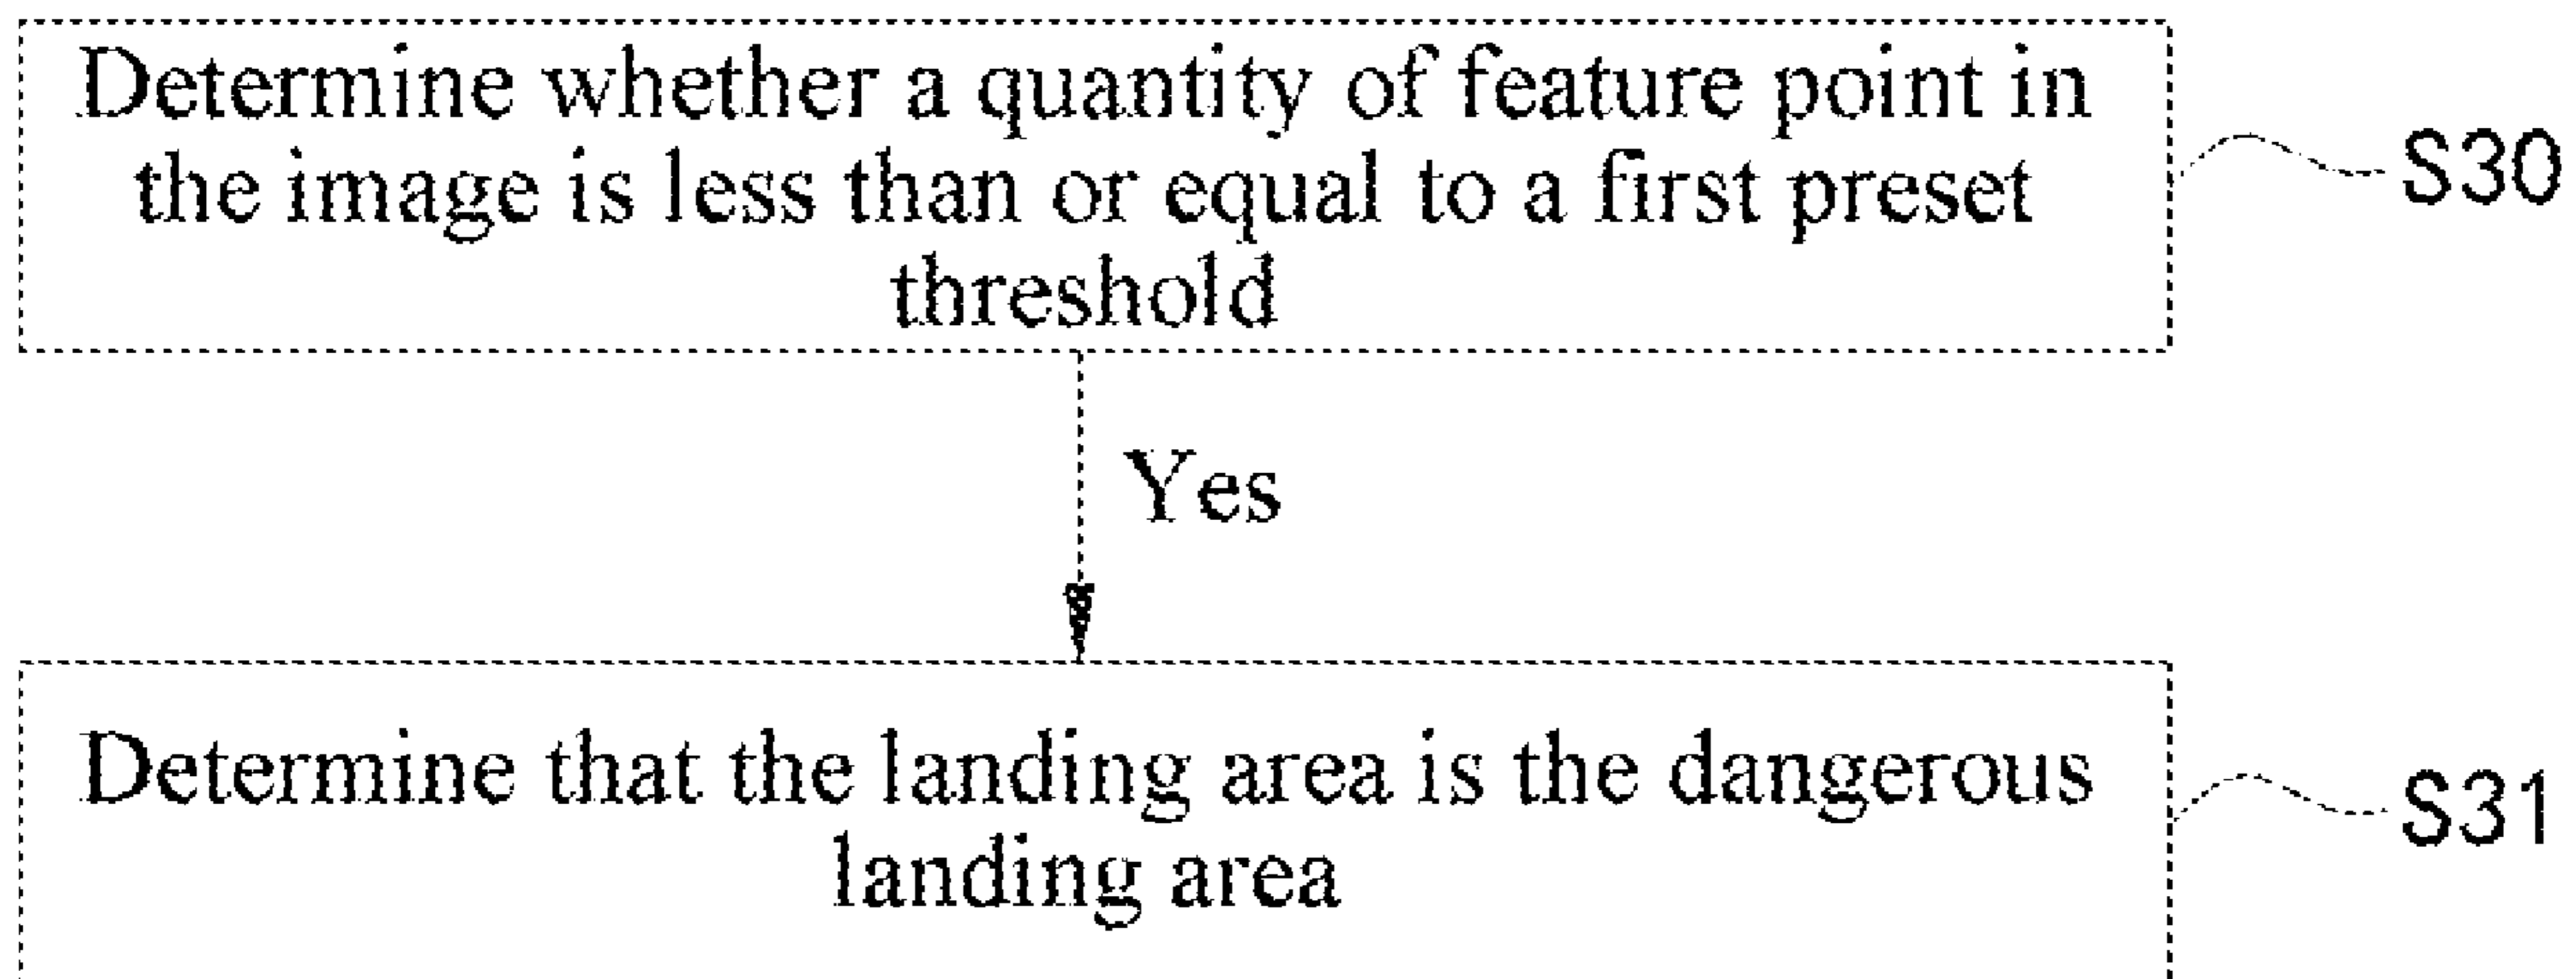 Determine whether a quantity of feature point in
the image is less than or equal to a first preset
threshold
S30
Yes
Determine that the landing area is the dangerous
landing area
S31